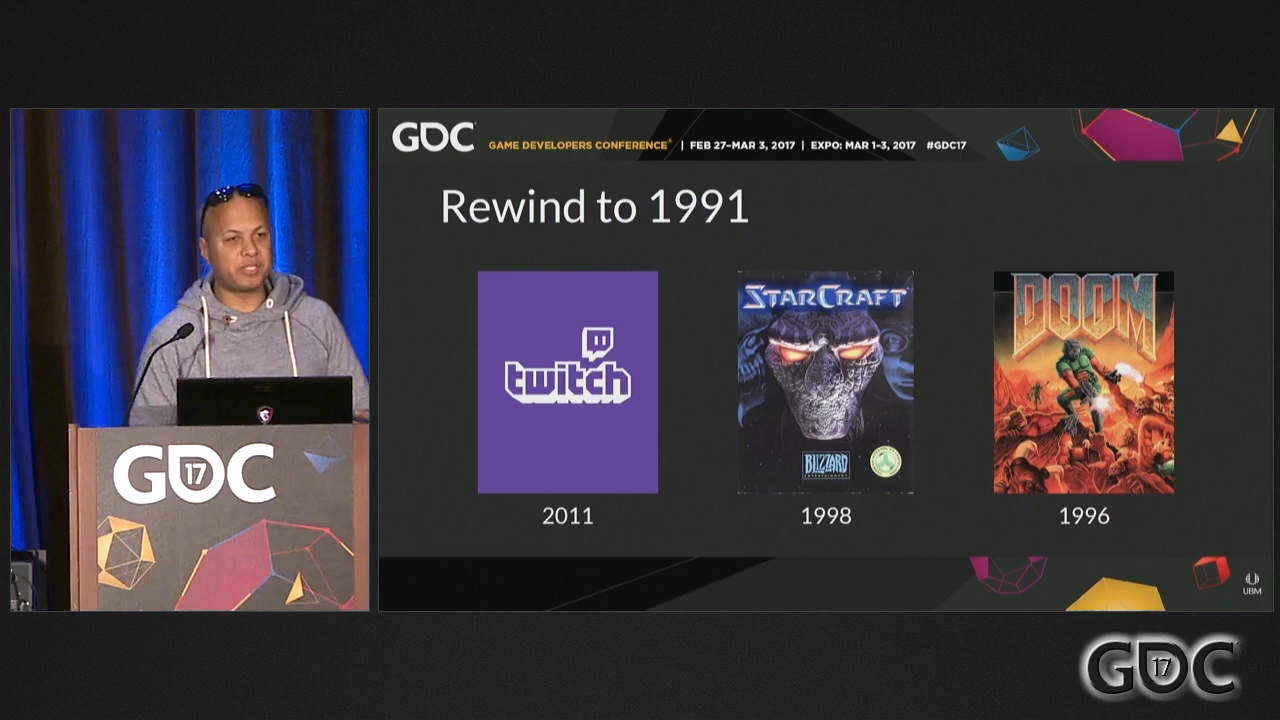 GDC
GAME DEVELOPERS CONFERENCE® | FEB 27–MAR 3, 2017 | EXPO: MAR 1-3, 2017 #GDC17
Rewind to 1991
twitch
STARCRAFT
BLIZZARD
ENTERTAINMENT
DOOM
2011
1998
1996
GDC
17
UBM
GDC
17